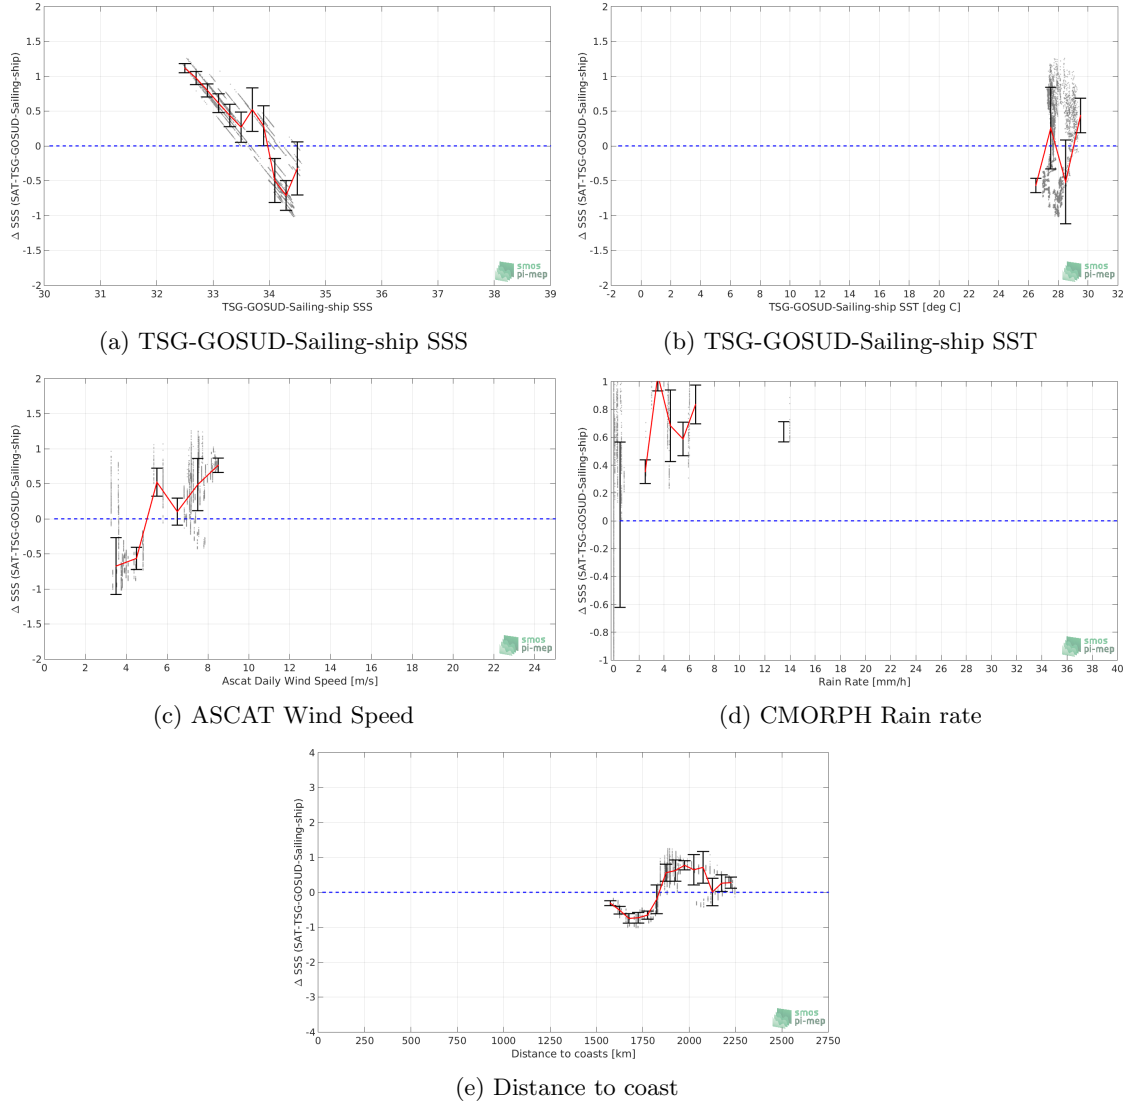 2
1.5
1
0.5
0
-0.5
-1
-1.5
-2
Δ SSS (SAT-TSG-GOSUD-Sailing-ship)
30 31 32 33 34 35 36 37 38 39
TSG-GOSUD-Sailing-ship SSS
smos
pi-mep
(a) TSG-GOSUD-Sailing-ship SSS
2
1.5
1
0.5
0
-0.5
-1
-1.5
-2
Δ SSS (SAT-TSG-GOSUD-Sailing-ship)
-2 0 2 4 6 8 10 12 14 16 18 20 22 24 26 28 30 32
TSG-GOSUD-Sailing-ship SST [deg C]
smos
pi-mep
(b) TSG-GOSUD-Sailing-ship SST
2
1.5
1
0.5
0
-0.5
-1
-1.5
-2
Δ SSS (SAT-TSG-GOSUD-Sailing-ship)
0 2 4 6 8 10 12 14 16 18 20 22 24
Ascat Daily Wind Speed [m/s]
smos
pi-mep
(c) ASCAT Wind Speed
1
0.8
0.6
0.4
0.2
0
-0.2
-0.4
-0.6
-0.8
-1
Δ SSS (SAT-TSG-GOSUD-Sailing-ship)
0 2 4 6 8 10 12 14 16 18 20 22 24 26 28 30 32 34 36 38 40
Rain Rate [mm/h]
smos
pi-mep
(d) CMORPH Rain rate
4
3
2
1
0
-1
-2
-3
-4
Δ SSS (SAT-TSG-GOSUD-Sailing-ship)
0 250 500 750 1000 1250 1500 1750 2000 2250 2500 2750
Distance to coasts [km]
smos
pi-mep
(e) Distance to coast